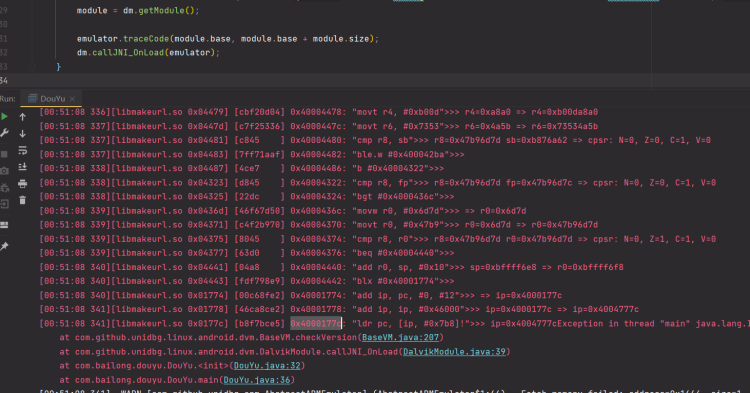 29 module = dm.getModule();
30
31 emulator.traceCode(module.base, module.base + module.size);
32 dm.callJNI_OnLoad(emulator);
33 }
34
Run: DouYu ×
[00:51:08 336][libmakeurl.so 0x04479] [cbf20d04] 0x40004478: "movt r4, #0xb00d">>> r4=0xa8a0 => r4=0xb00da8a0
[00:51:08 337][libmakeurl.so 0x0447d] [c7f25336] 0x4000447c: "movt r6, #0x7353">>> r6=0x4a5b => r6=0x73534a5b
[00:51:08 337][libmakeurl.so 0x04481] [c845 ] 0x40004480: "cmp r8, sb">>> r8=0x47b96d7d sb=0xb876a62 => cpsr: N=0, Z=0, C=1, V=0
[00:51:08 337][libmakeurl.so 0x04483] [7ff71aaf] 0x40004482: "ble.w #0x400042ba">>>
[00:51:08 338][libmakeurl.so 0x04487] [4ce7 ] 0x40004486: "b #0x40004322">>>
[00:51:08 338][libmakeurl.so 0x04323] [d845 ] 0x40004322: "cmp r8, fp">>> r8=0x47b96d7d fp=0x47b96d7c => cpsr: N=0, Z=0, C=1, V=0
[00:51:08 338][libmakeurl.so 0x04325] [22dc ] 0x40004324: "bgt #0x4000436c">>>
[00:51:08 339][libmakeurl.so 0x0436d] [46f67d50] 0x4000436c: "movw r0, #0x6d7d">>> => r0=0x6d7d
[00:51:08 339][libmakeurl.so 0x04371] [c4f2b970] 0x40004370: "movt r0, #0x47b9">>> r0=0x6d7d => r0=0x47b96d7d
[00:51:08 339][libmakeurl.so 0x04375] [8045 ] 0x40004374: "cmp r8, r0">>> r8=0x47b96d7d r0=0x47b96d7d => cpsr: N=0, Z=1, C=1, V=0
[00:51:08 339][libmakeurl.so 0x04377] [63d0 ] 0x40004376: "beq #0x40004440">>>
[00:51:08 340][libmakeurl.so 0x04441] [04a8 ] 0x40004440: "add r0, sp, #0x10">>> sp=0xbffff6e8 => r0=0xbffff6f8
[00:51:08 340][libmakeurl.so 0x04443] [fdf798e9] 0x40004442: "blx #0x40001774">>>
[00:51:08 340][libmakeurl.so 0x01774] [00c68fe2] 0x40001774: "add ip, pc, #0, #12">>> => ip=0x4000177c
[00:51:08 341][libmakeurl.so 0x01778] [46ca8ce2] 0x40001778: "add ip, ip, #0x46000">>> ip=0x4000177c => ip=0x4004777c
[00:51:08 341][libmakeurl.so 0x0177c] [b8f7bce5] 0x4000177c: "ldr pc, [ip, #0x7b8]!">>> ip=0x4004777cException in thread "main" java.lang.
at com.github.unidbg.linux.android.dvm.BaseVM.checkVersion(BaseVM.java:207)
at com.github.unidbg.linux.android.dvm.DalvikModule.callJNI_OnLoad(DalvikModule.java:39)
at com.bailong.douyu.DouYu.<init>(DouYu.java:32)
at com.bailong.douyu.DouYu.main(DouYu.java:36)